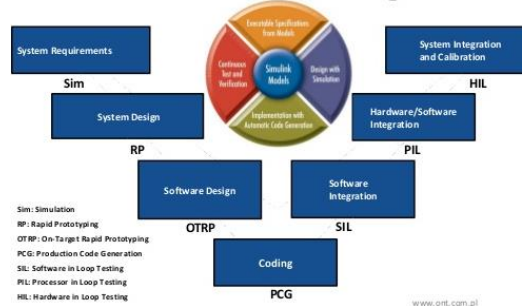 Executable Specifications
from Models
Continuous
Test and
Verification
Simulink
Models
Design with
Simulation
Implementation with
Automatic Code Generation
System Requirements
Sim
System Integration
and Calibration
HIL
System Design
RP
Hardware/Software
Integration
PIL
Software Design
OTRP
Software
Integration
SIL
Coding
PCG
Sim: Simulation
RP: Rapid Prototyping
OTRP: On-Target Rapid Prototyping
PCG: Production Code Generation
SIL: Software in Loop Testing
PIL: Processor in Loop Testing
HIL: Hardware in Loop Testing
www.ont.com.pl